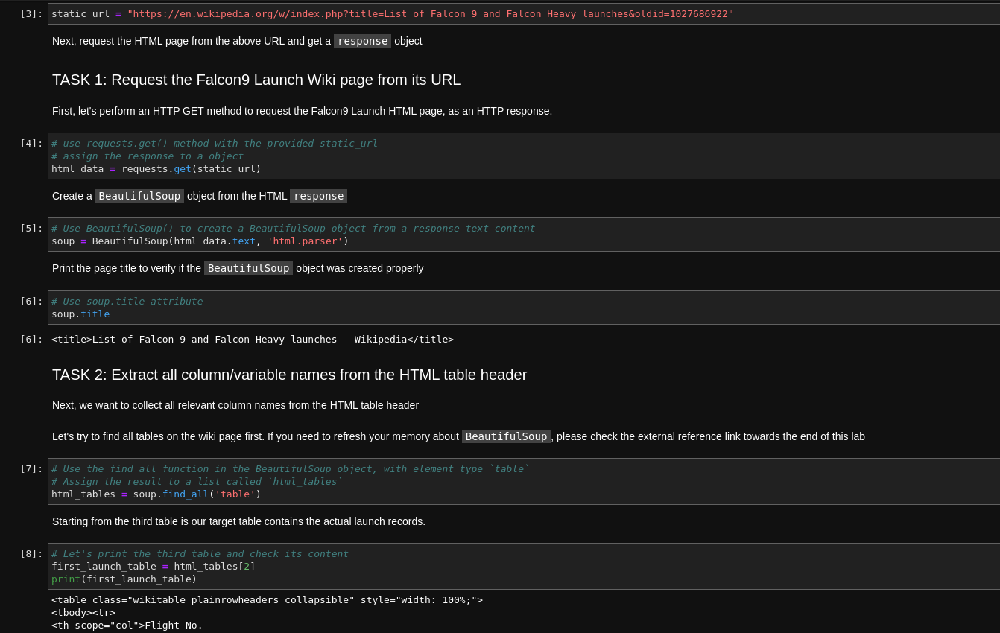 [3]: static_url = "https://en.wikipedia.org/w/index.php?title=List_of_Falcon_9_and_Falcon_Heavy_launches&oldid=1027686922"
Next, request the HTML page from the above URL and get a response object
TASK 1: Request the Falcon9 Launch Wiki page from its URL
First, let's perform an HTTP GET method to request the Falcon9 Launch HTML page, as an HTTP response.
[4]: # use requests.get() method with the provided static_url
# assign the response to a object
html_data = requests.get(static_url)
Create a BeautifulSoup object from the HTML response
[5]: # Use BeautifulSoup() to create a BeautifulSoup object from a response text content
soup = BeautifulSoup(html_data.text, 'html.parser')
Print the page title to verify if the BeautifulSoup object was created properly
[6]: # Use soup.title attribute
soup.title
[6]: <title>List of Falcon 9 and Falcon Heavy launches - Wikipedia</title>
TASK 2: Extract all column/variable names from the HTML table header
Next, we want to collect all relevant column names from the HTML table header
Let's try to find all tables on the wiki page first. If you need to refresh your memory about BeautifulSoup, please check the external reference link towards the end of this lab
[7]: # Use the find_all function in the BeautifulSoup object, with element type `table`
# Assign the result to a list called `html_tables`
html_tables = soup.find_all('table')
Starting from the third table is our target table contains the actual launch records.
[8]: # Let's print the third table and check its content
first_launch_table = html_tables[2]
print(first_launch_table)
<table class="wikitable plainrowheaders collapsible" style="width: 100%;">
<tbody><tr>
<th scope="col">Flight No.